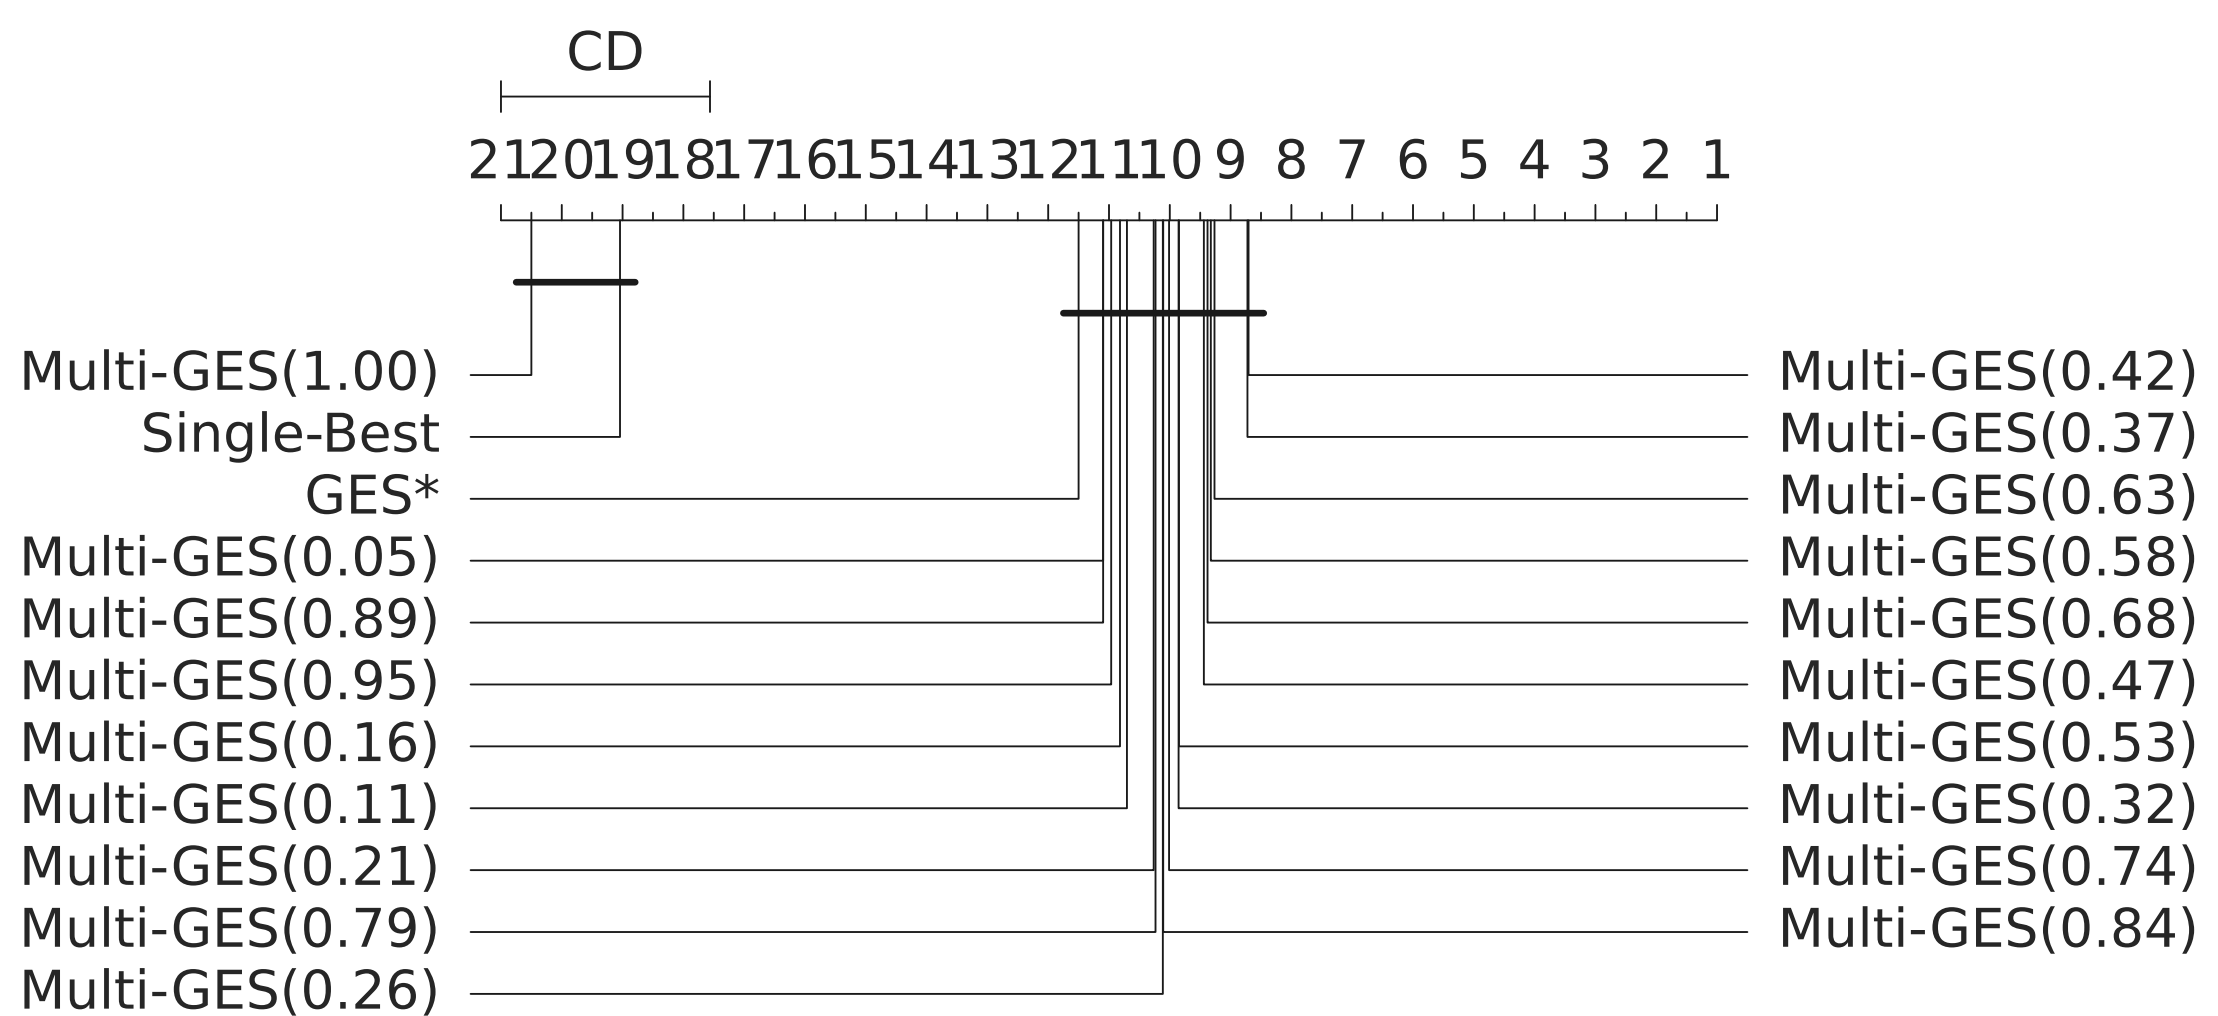 CD
21 20 19 18 17 16 15 14 13 12 11 10 9 8 7 6 5 4 3 2 1
Multi-GES(1.00)
Single-Best
GES*
Multi-GES(0.05)
Multi-GES(0.89)
Multi-GES(0.95)
Multi-GES(0.16)
Multi-GES(0.11)
Multi-GES(0.21)
Multi-GES(0.79)
Multi-GES(0.26)
Multi-GES(0.42)
Multi-GES(0.37)
Multi-GES(0.63)
Multi-GES(0.58)
Multi-GES(0.68)
Multi-GES(0.47)
Multi-GES(0.53)
Multi-GES(0.32)
Multi-GES(0.74)
Multi-GES(0.84)